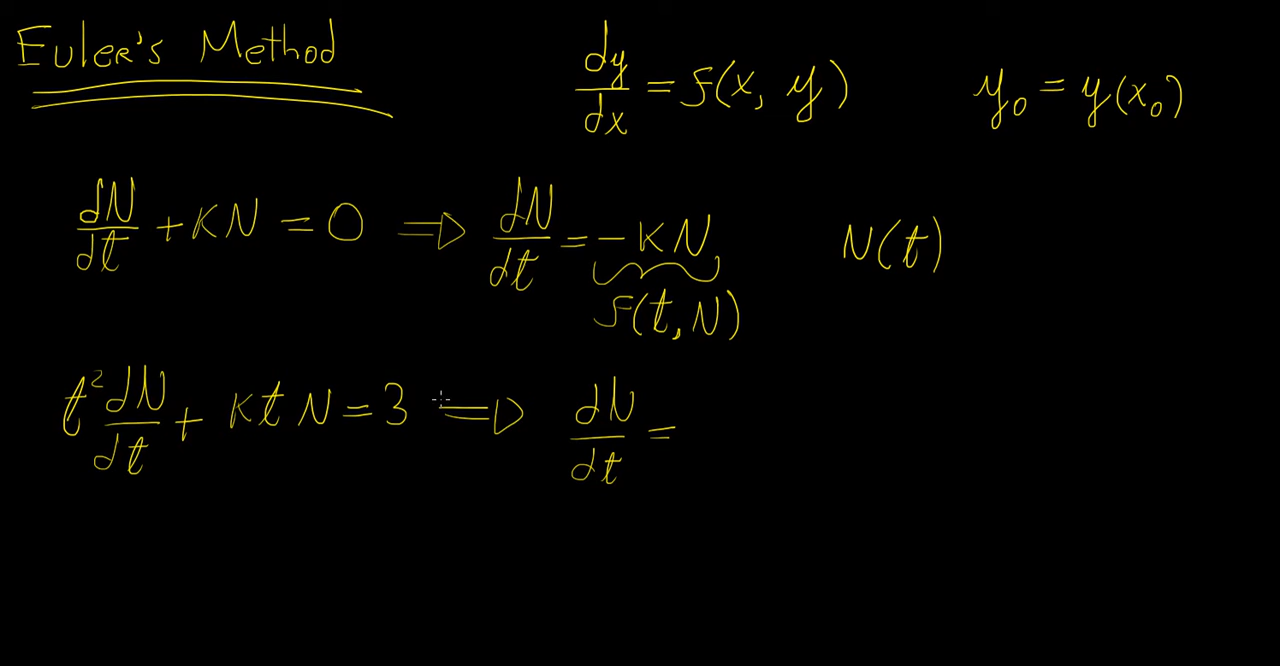 Euler's Method dy/dx = f(x, y) y₀ = y(x₀)
dN/dt + KN = 0 ⇒ dN/dt = -KN N(t)
f(t, N)
t² dN/dt + KtN = 3 ⇒ dN/dt =